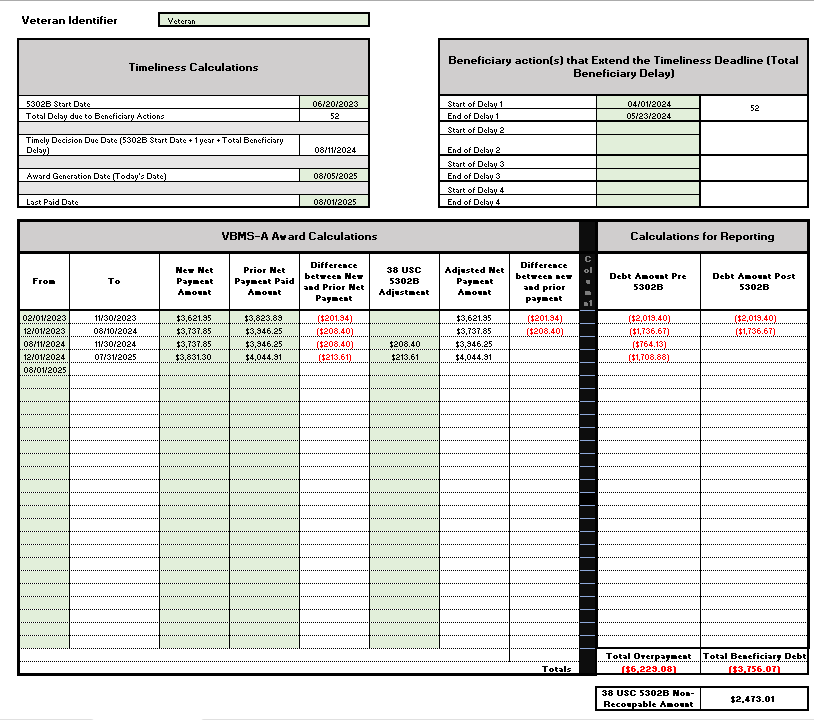 Veteran Identifier Veteran
Timeliness Calculations
Beneficiary action(s) that Extend the Timeliness Deadline (Total
Beneficiary Delay)
5302B Start Date 06/20/2023
Total Delay due to Beneficiary Actions 52
Timely Decision Due Date (5302B Start Date + 1 year + Total Beneficiary
Delay) 08/11/2024
Award Generation Date (Today's Date) 08/05/2025
Last Paid Date 08/01/2025
Start of Delay 1 04/01/2024 52
End of Delay 1 05/23/2024
Start of Delay 2
End of Delay 2
Start of Delay 3
End of Delay 3
Start of Delay 4
End of Delay 4
VBMS-A Award Calculations
Colum
n1
Calculations for Reporting
From
To
New Net
Payment
Amount
Prior Net
Payment Paid
Amount
Difference
between New
and Prior Net
Payment
38 USC
5302B
Adjustment
Adjusted Net
Payment
Amount
Difference
between new
and prior
payment
Debt Amount Pre
5302B
Debt Amount Post
5302B
02/01/2023 11/30/2023 $3,621.95 $3,823.89 ($201.94) $3,621.95 ($201.94) ($2,019.40) ($2,019.40)
12/01/2023 08/10/2024 $3,737.85 $3,946.25 ($208.40) $3,737.85 ($208.40) ($1,736.67) ($1,736.67)
08/11/2024 11/30/2024 $3,737.85 $3,946.25 ($208.40) $208.40 $3,946.25 ($764.13)
12/01/2024 07/31/2025 $3,831.30 $4,044.91 ($213.61) $213.61 $4,044.91 ($1,708.88)
08/01/2025
Total Overpayment Total Beneficiary Debt
Totals ($6,229.08) ($3,756.07)
38 USC 5302B Non-
Recoupable Amount $2,473.01